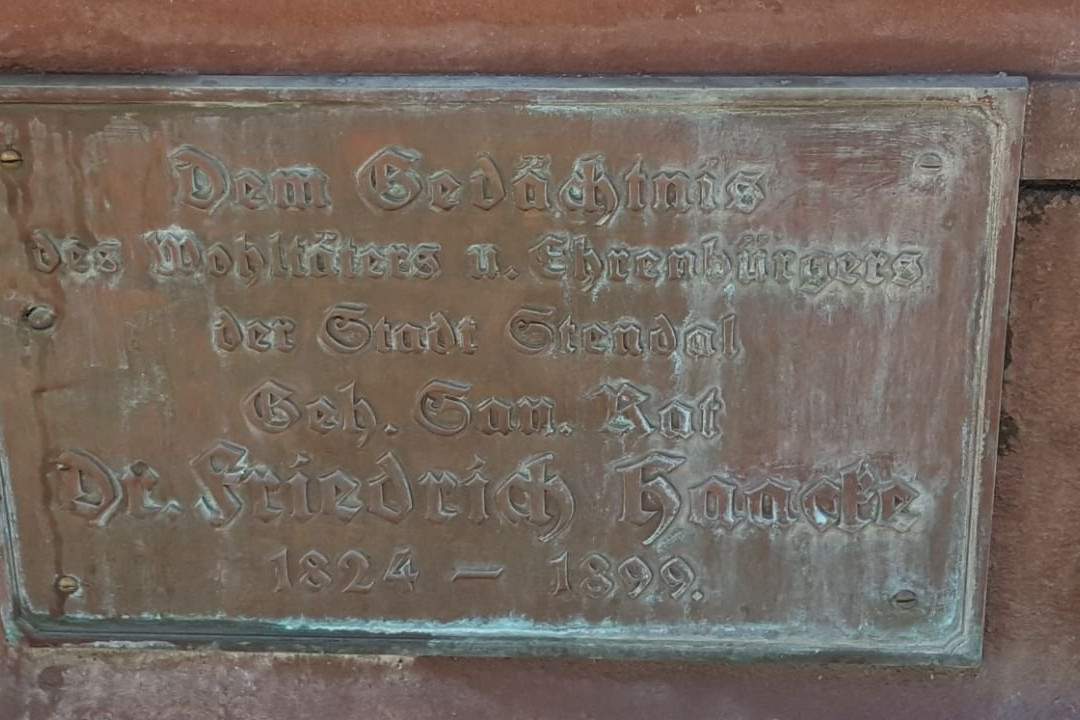 Dem Gedächtnis
des Wohltäters u. Ehrenbürgers
der Stadt Stendal
Geh. San. Rat
Dr. Friedrich Haacke
1824 – 1899.